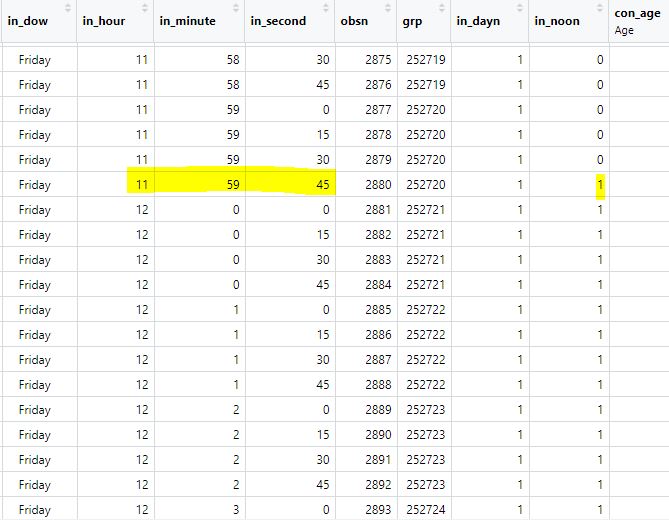 in_dow in_hour in_minute in_second obsn grp in_dayn in_noon con_age
Age
Friday 11 58 30 2875 252719 1 0
Friday 11 58 45 2876 252719 1 0
Friday 11 59 0 2877 252720 1 0
Friday 11 59 15 2878 252720 1 0
Friday 11 59 30 2879 252720 1 0
Friday 11 59 45 2880 252720 1 1
Friday 12 0 0 2881 252721 1 1
Friday 12 0 15 2882 252721 1 1
Friday 12 0 30 2883 252721 1 1
Friday 12 0 45 2884 252721 1 1
Friday 12 1 0 2885 252722 1 1
Friday 12 1 15 2886 252722 1 1
Friday 12 1 30 2887 252722 1 1
Friday 12 1 45 2888 252722 1 1
Friday 12 2 0 2889 252723 1 1
Friday 12 2 15 2890 252723 1 1
Friday 12 2 30 2891 252723 1 1
Friday 12 2 45 2892 252723 1 1
Friday 12 3 0 2893 252724 1 1